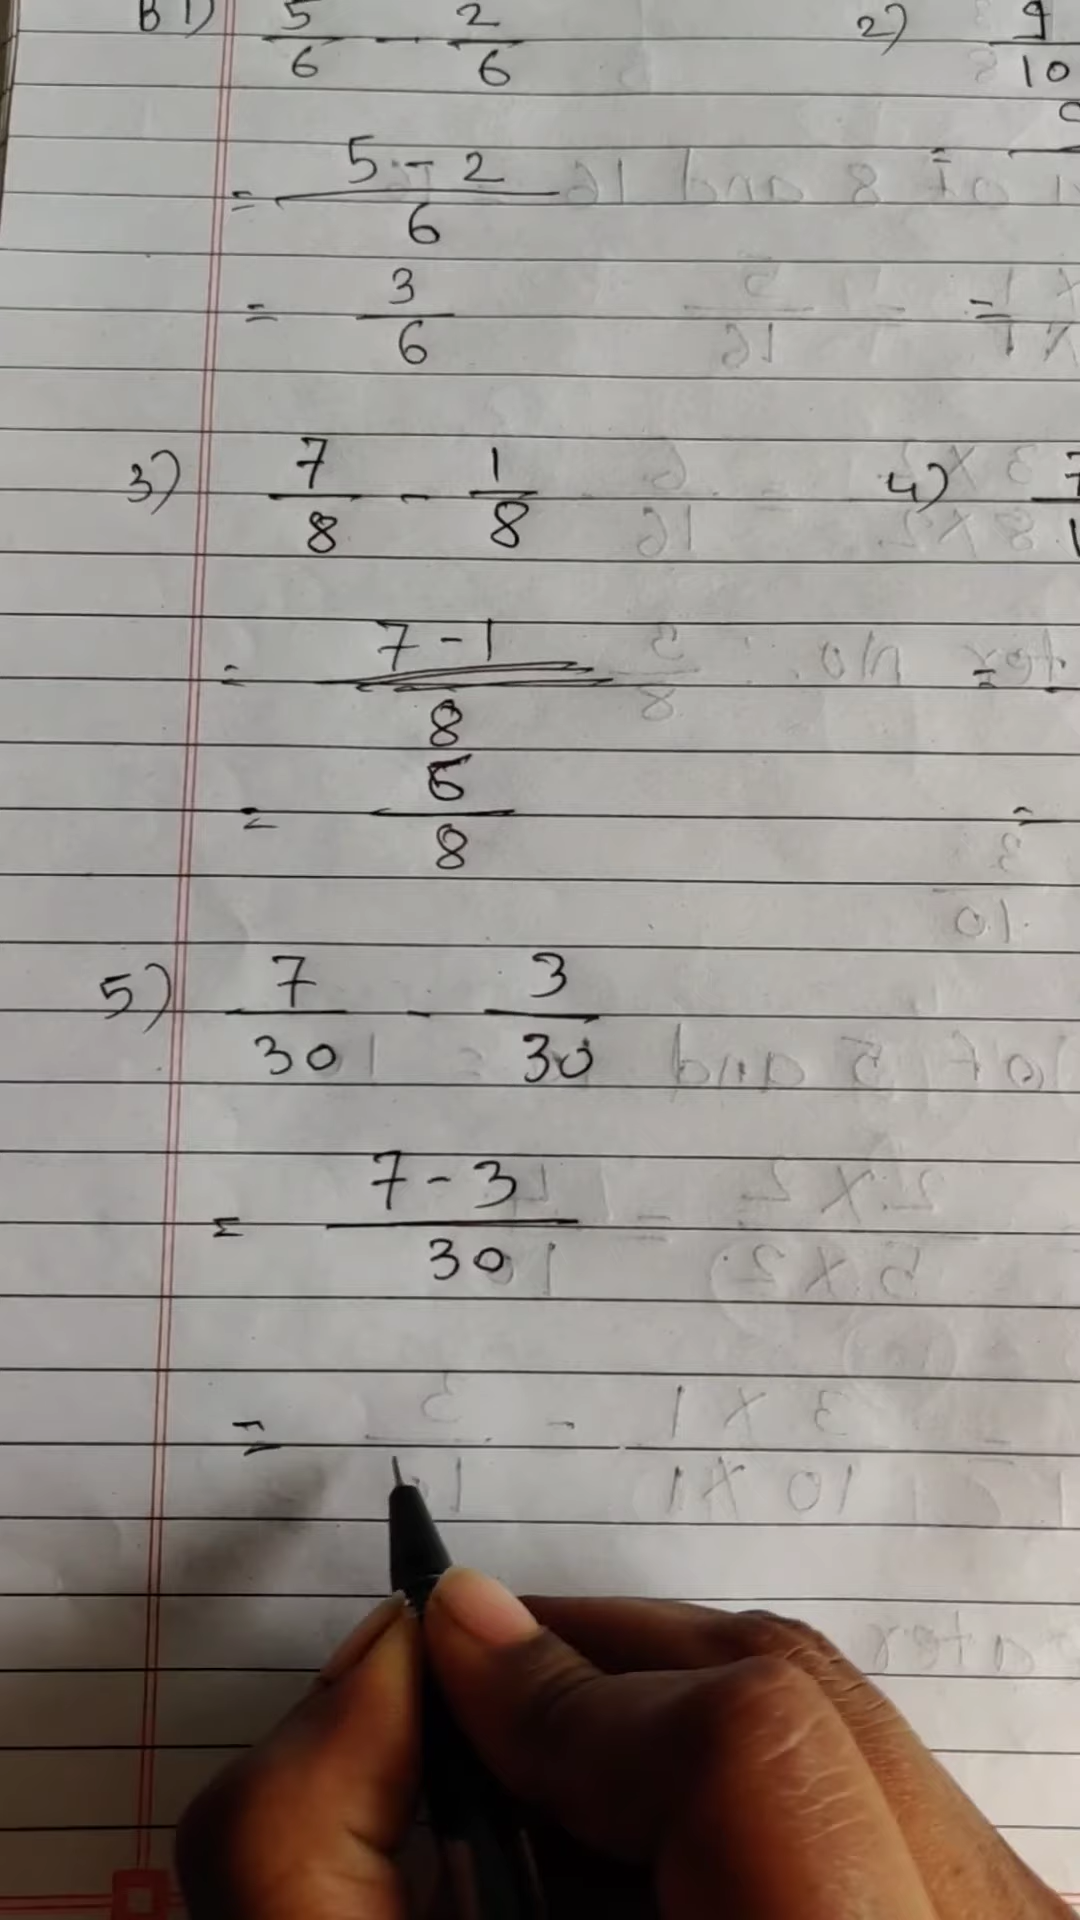 B 1) 5/6 - 2/6 2) 9/10
= (5 - 2)/6 =
= 3/6 =
3) 7/8 - 1/8 4) 7
= (7 - 1)/8 =
= 6/8 =
5) 7/30 - 3/30
= (7 - 3)/30
=